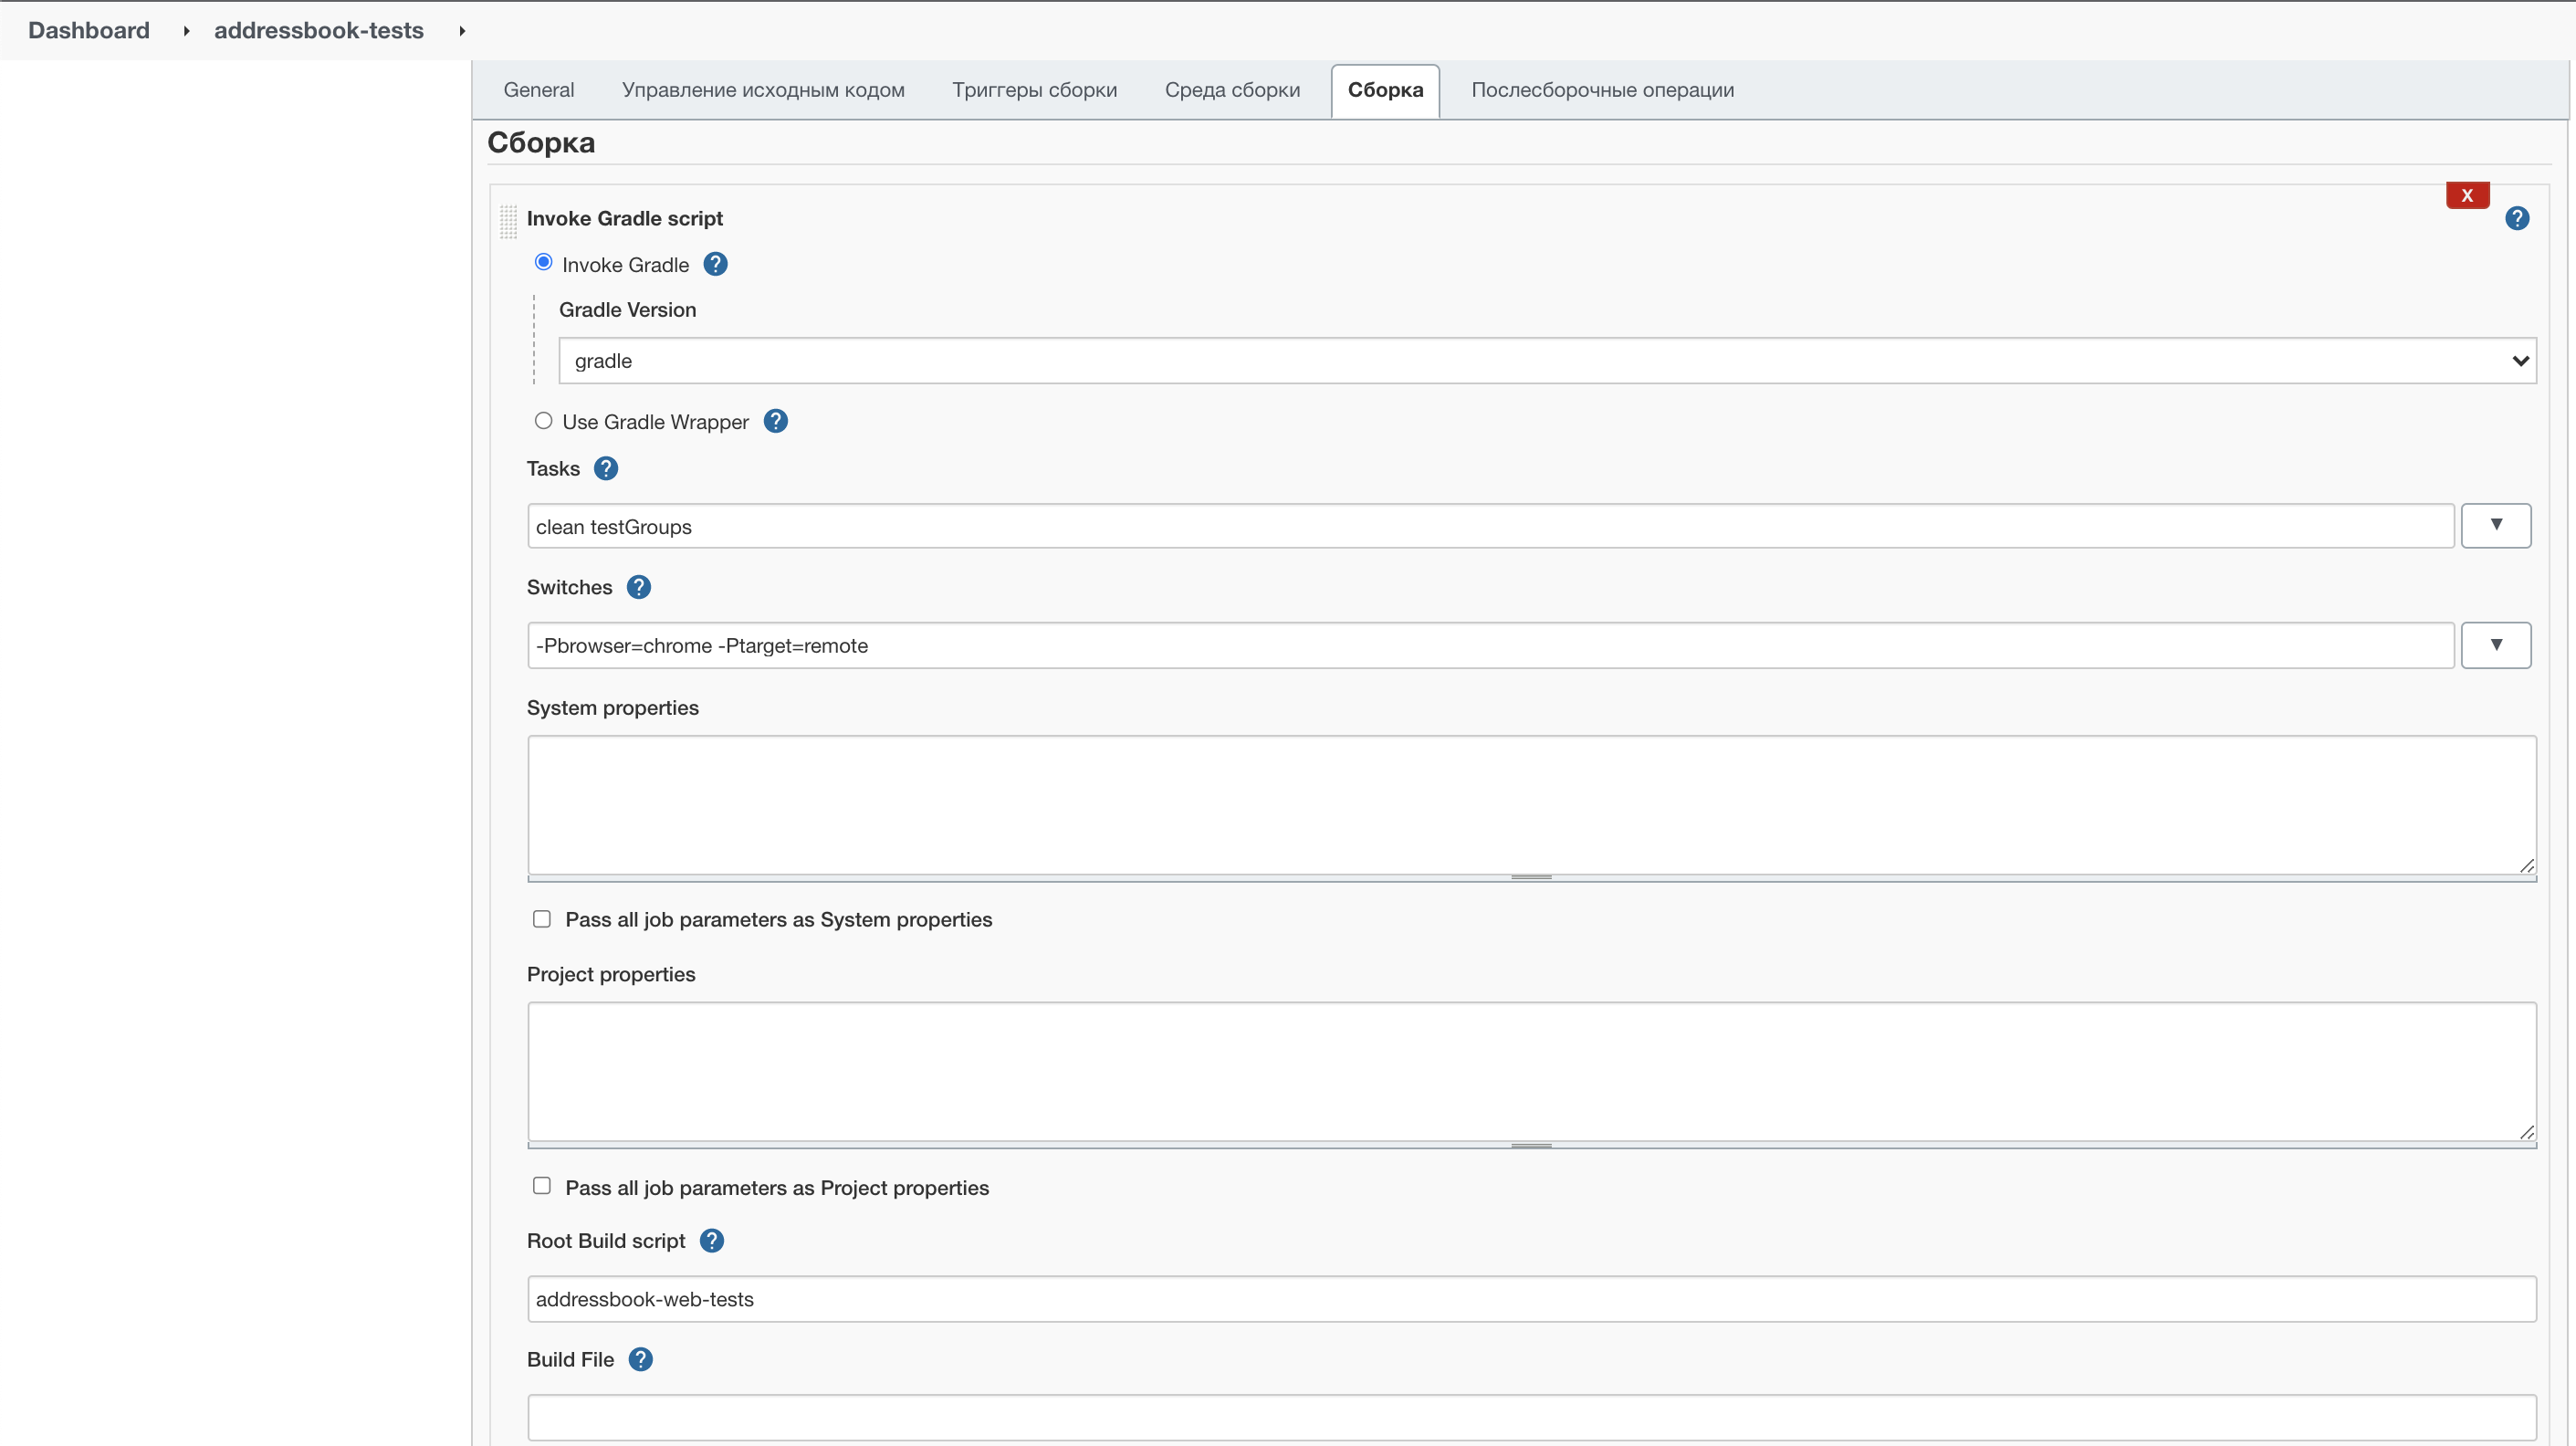 Dashboard addressbook-tests
General Управление исходным кодом Триггеры сборки Среда сборки Сборка Послесборочные операции
Сборка
X
Invoke Gradle script ?
Invoke Gradle ?
Gradle Version
gradle
Use Gradle Wrapper ?
Tasks ?
clean testGroups
Switches ?
-Pbrowser=chrome -Ptarget=remote
System properties
Pass all job parameters as System properties
Project properties
Pass all job parameters as Project properties
Root Build script ?
addressbook-web-tests
Build File ?